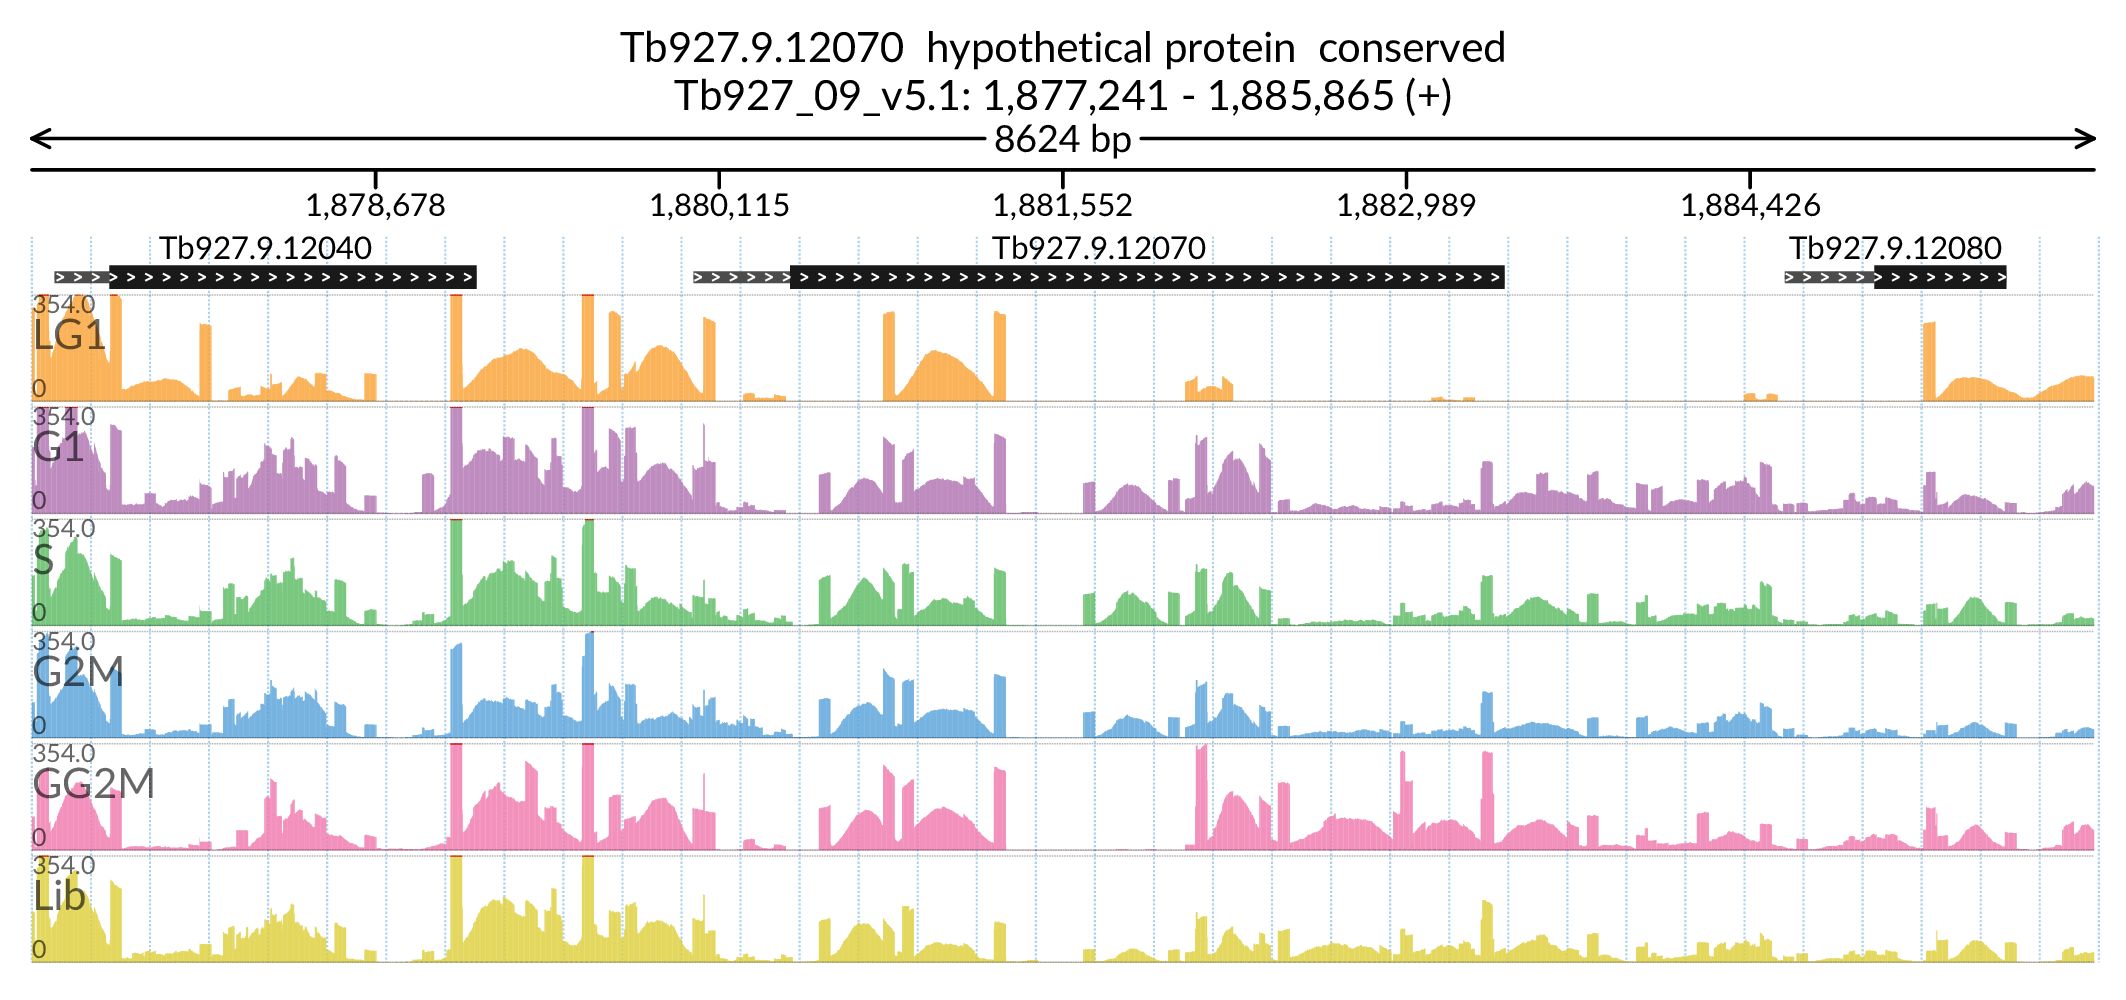 Tb927.9.12070  hypothetical protein  conserved
Tb927_09_v5.1: 1,877,241 - 1,885,865 (+)
8624 bp
1,878,678 1,880,115 1,881,552 1,882,989 1,884,426
Tb927.9.12040 Tb927.9.12070 Tb927.9.12080
354.0
LG1
0
354.0
G1
0
354.0
S
0
354.0
G2M
0
354.0
GG2M
0
354.0
Lib
0